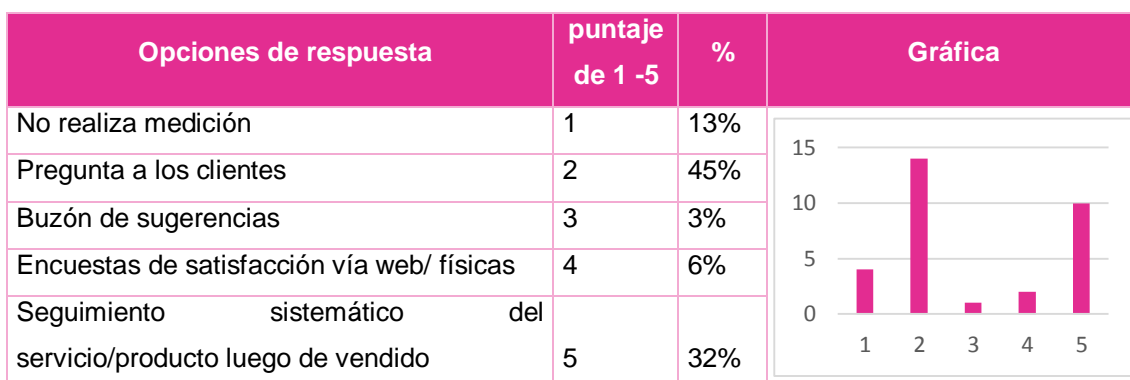 Opciones de respuesta
puntaje
de 1 -5
%
Gráfica
No realiza medición
1
13%
Pregunta a los clientes
2
45%
Buzón de sugerencias
3
3%
Encuestas de satisfacción vía web/ físicas
4
6%
Seguimiento sistemático del
servicio/producto luego de vendido
5
32%
15
10
5
0
1 2 3 4 5